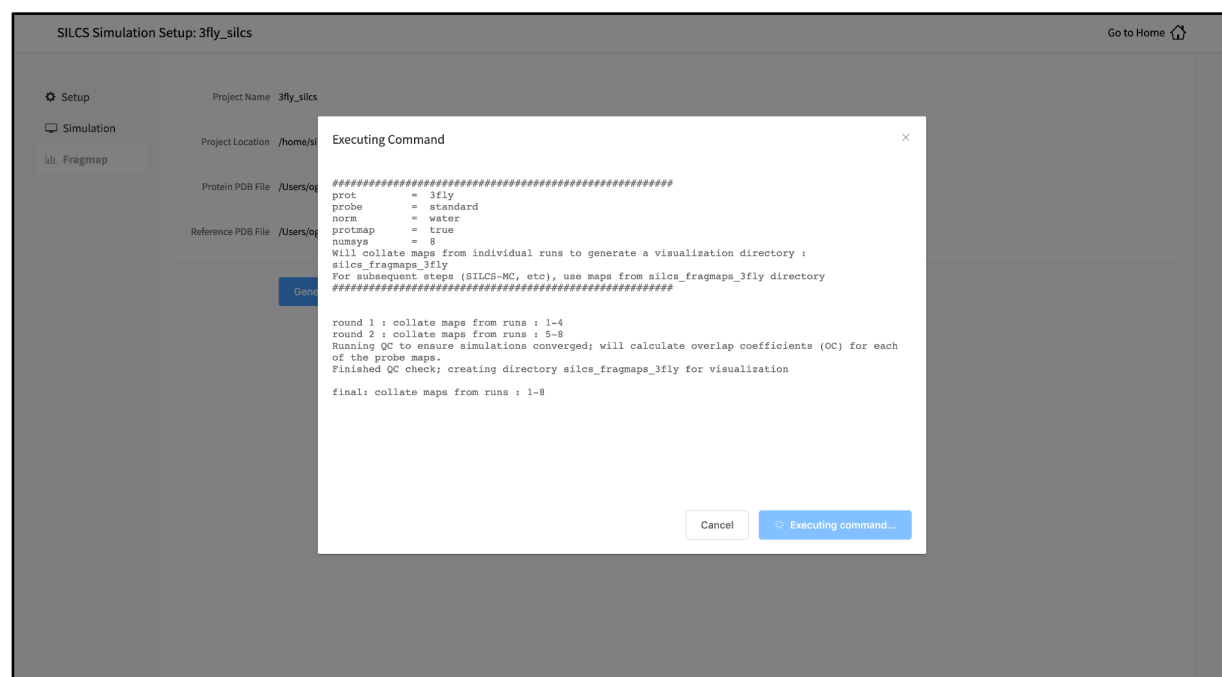 SILCS Simulation Setup: 3fly_silcs
Go to Home
Setup
Simulation
Fragmap
Project Name 3fly_silcs
Project Location /home/si
Protein PDB File /Users/og
Reference PDB File /Users/og
Gene
Executing Command
#######################################################
prot = 3fly
probe = standard
norm = water
protmap = true
numsys = 8
Will collate maps from individual runs to generate a visualization directory :
silcs_fragmaps_3fly
For subsequent steps (SILCS-MC, etc), use maps from silcs_fragmaps_3fly directory
#######################################################
round 1 : collate maps from runs : 1-4
round 2 : collate maps from runs : 5-8
Running QC to ensure simulations converged; will calculate overlap coefficients (OC) for each
of the probe maps.
Finished QC check; creating directory silcs_fragmaps_3fly for visualization
final: collate maps from runs : 1-8
Cancel
Executing command...